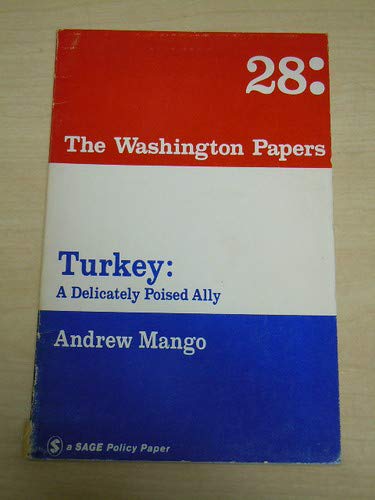 28:
The Washington Papers
Turkey:
A Delicately Poised Ally
Andrew Mango
S a SAGE Policy Paper